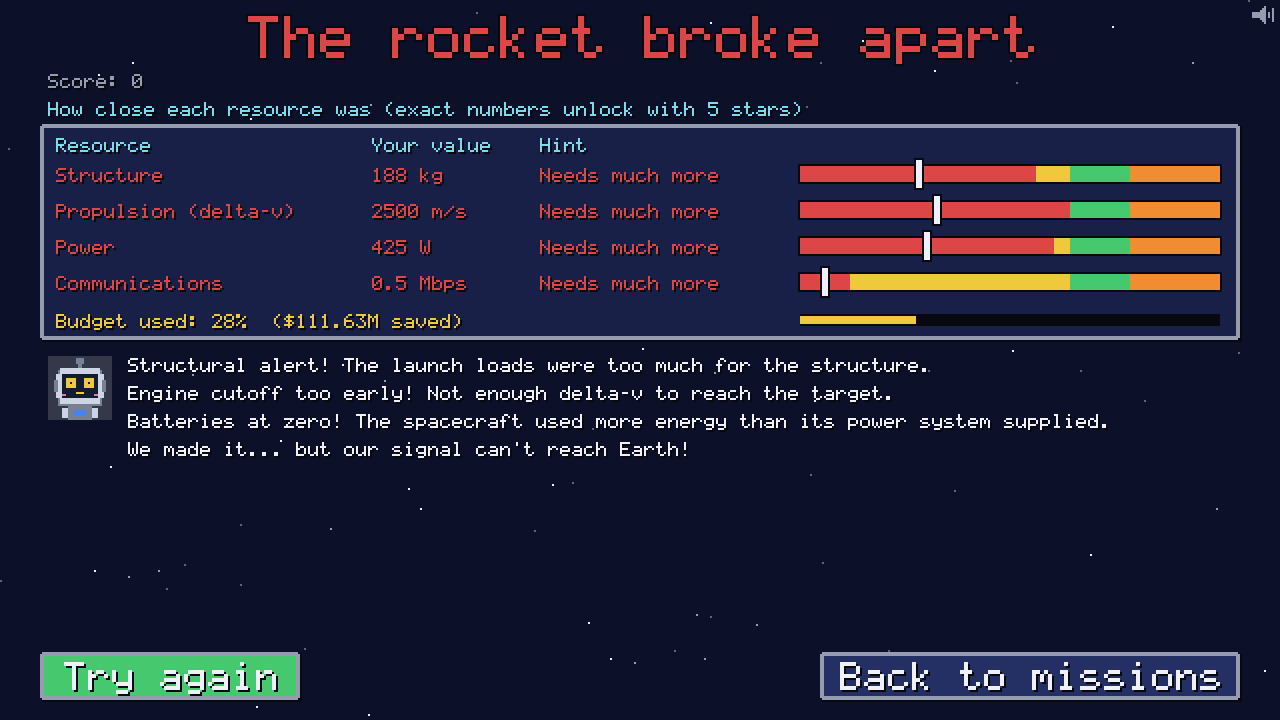 The rocket broke apart
Score: 0
How close each resource was (exact numbers unlock with 5 stars)
Resource Your value Hint
Structure 188 kg Needs much more
Propulsion (delta-v) 2500 m/s Needs much more
Power 425 W Needs much more
Communications 0.5 Mbps Needs much more
Budget used: 28% ($111.63M saved)
Structural alert! The launch loads were too much for the structure.
Engine cutoff too early! Not enough delta-v to reach the target.
Batteries at zero! The spacecraft used more energy than its power system supplied.
We made it... but our signal can't reach Earth!
Try again Back to missions